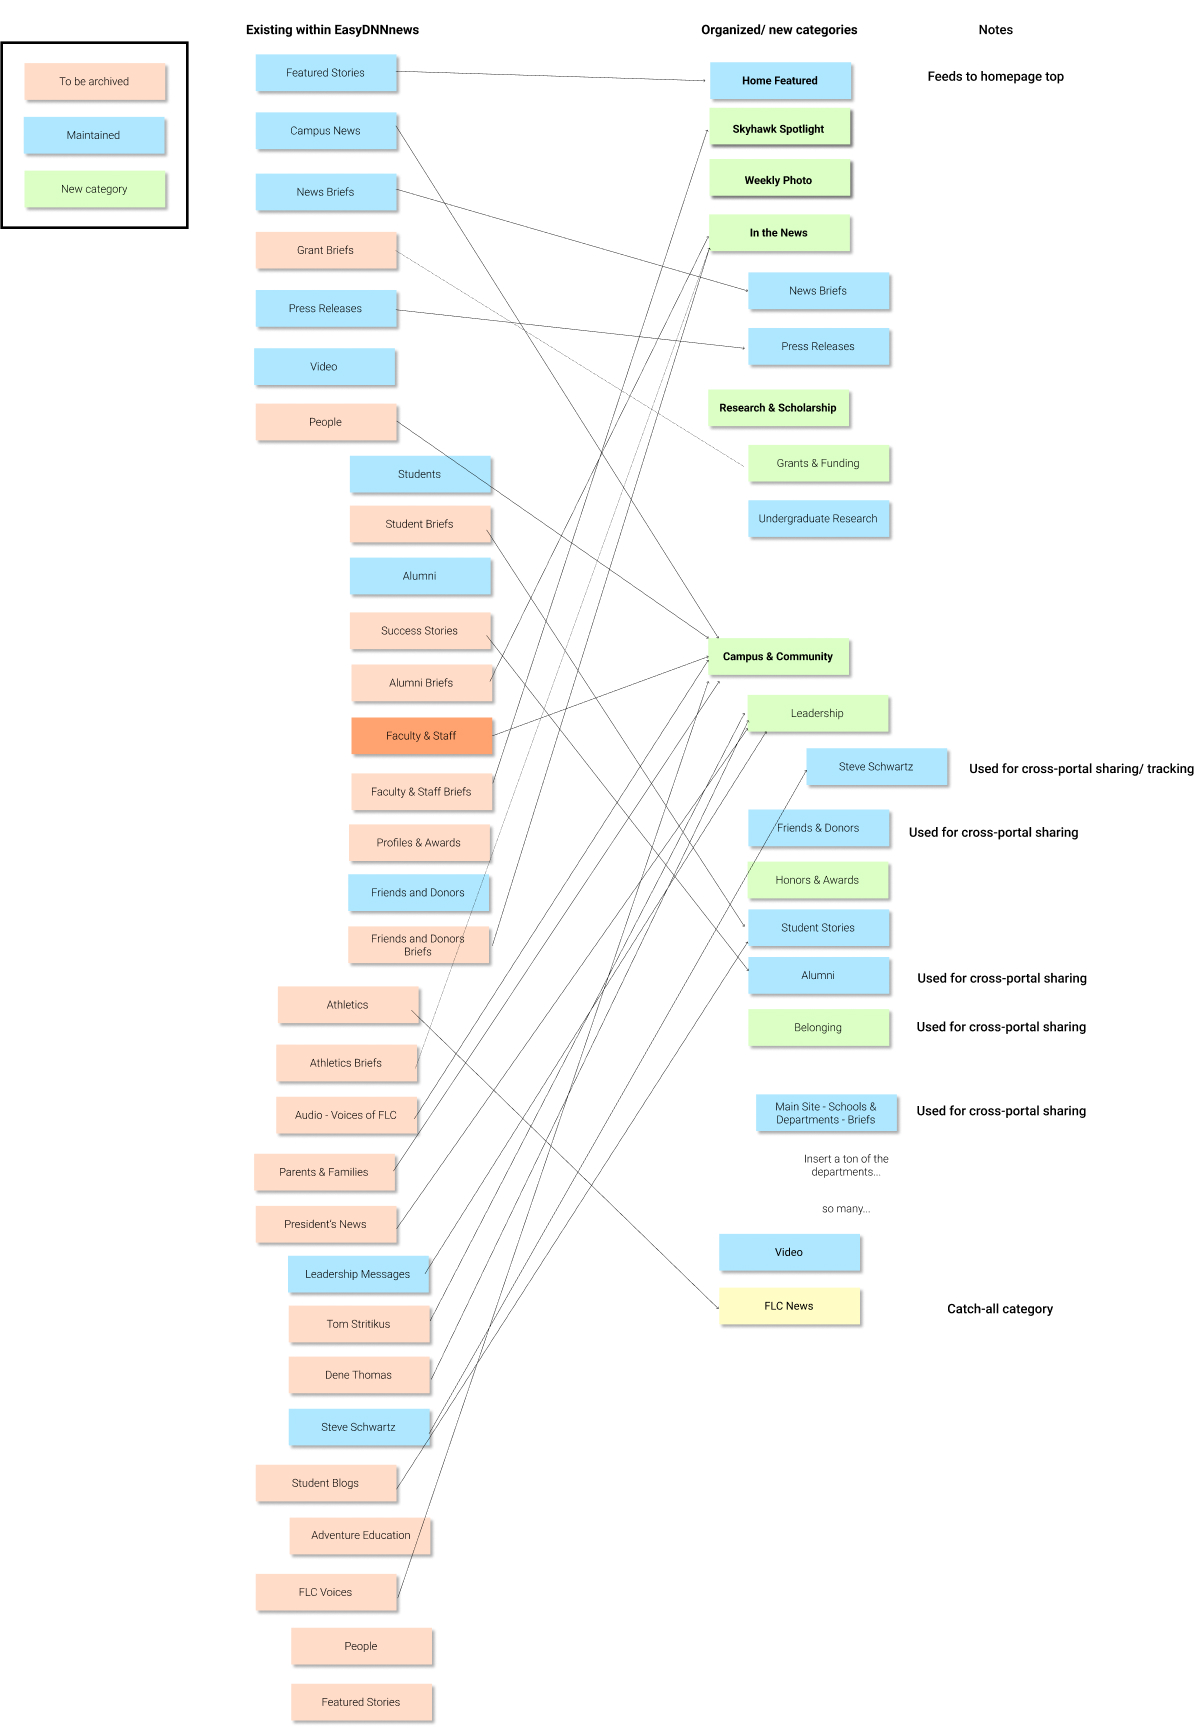 Existing within EasyDNNnews
Organized/ new categories
Notes
To be archived
Maintained
New category
Featured Stories
Campus News
News Briefs
Grant Briefs
Press Releases
Video
People
Students
Student Briefs
Alumni
Success Stories
Alumni Briefs
Faculty & Staff
Faculty & Staff Briefs
Profiles & Awards
Friends and Donors
Friends and Donors
Briefs
Athletics
Athletics Briefs
Audio - Voices of FLC
Parents & Families
President's News
Leadership Messages
Tom Stritikus
Dene Thomas
Steve Schwartz
Student Blogs
Adventure Education
FLC Voices
People
Featured Stories
Home Featured
Feeds to homepage top
Skyhawk Spotlight
Weekly Photo
In the News
News Briefs
Press Releases
Research & Scholarship
Grants & Funding
Undergraduate Research
Campus & Community
Leadership
Steve Schwartz
Used for cross-portal sharing/ tracking
Friends & Donors
Used for cross-portal sharing
Honors & Awards
Student Stories
Alumni
Used for cross-portal sharing
Belonging
Used for cross-portal sharing
Main Site - Schools &
Departments - Briefs
Used for cross-portal sharing
Insert a ton of the
departments...
so many...
Video
FLC News
Catch-all category